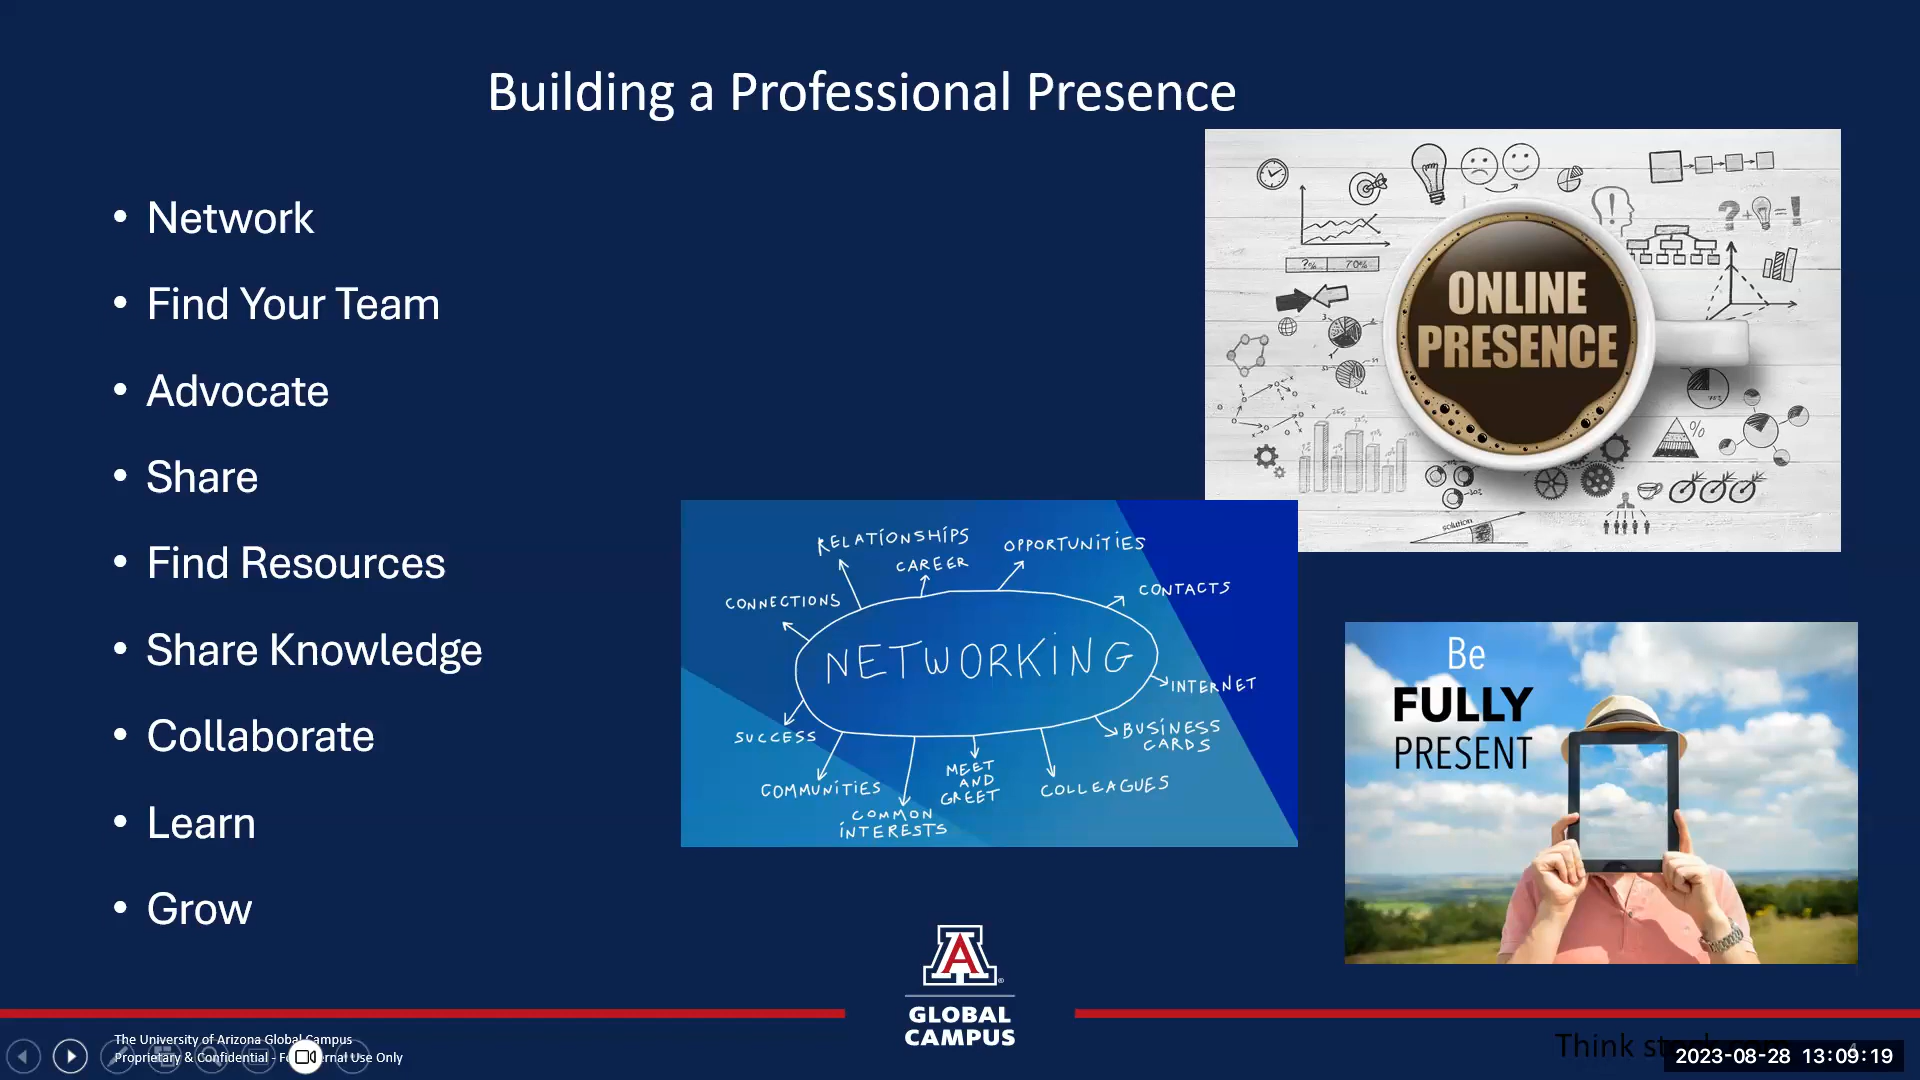 Building a Professional Presence
• Network
• Find Your Team
• Advocate
• Share
• Find Resources
• Share Knowledge
• Collaborate
• Learn
• Grow
?%
70%
ONLINE
PRESENCE
%
solution
RELATIONSHIPS
CAREER
OPPORTUNITIES
CONNECTIONS
CONTACTS
NETWORKING
INTERNET
SUCCESS
BUSINESS
CARDS
COMMUNITIES
MEET
AND
GREET
COLLEAGUES
COMMON
INTERESTS
Be
FULLY
PRESENT
A
GLOBAL
CAMPUS
The University of Arizona Global Campus
Proprietary & Confidential - Use Only
Think
2023-08-28 13:09:19